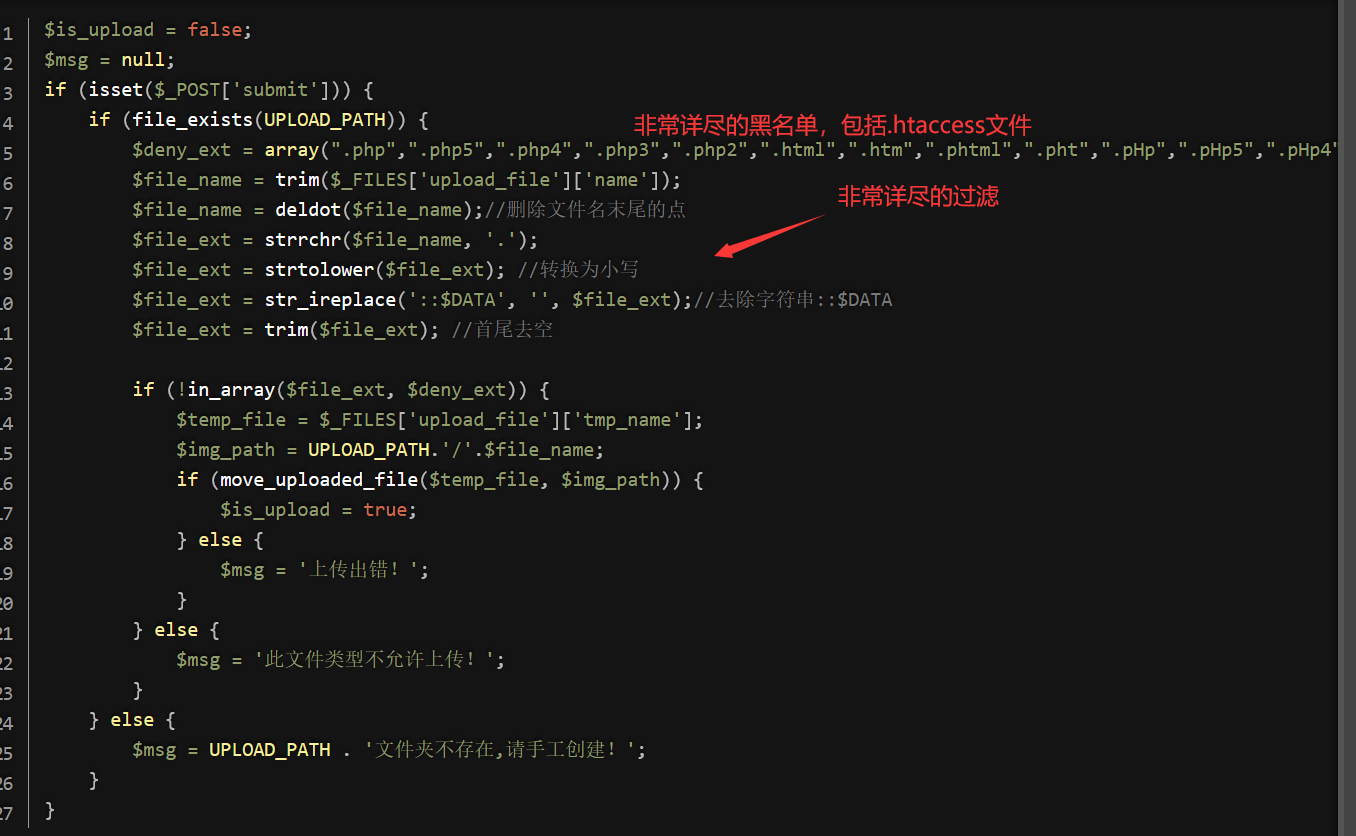 非常详尽的黑名单，包括.htaccess文件
非常详尽的过滤
1 $is_upload = false;
2 $msg = null;
3 if (isset($_POST['submit'])) {
4     if (file_exists(UPLOAD_PATH)) {
5         $deny_ext = array(".php",".php5",".php4",".php3",".php2",".html",".htm",".phtml",".pht",".pHp",".pHp5",".pHp4"
6         $file_name = trim($_FILES['upload_file']['name']);
7         $file_name = deldot($file_name);//删除文件名末尾的点
8         $file_ext = strrchr($file_name, '.');
9         $file_ext = strtolower($file_ext); //转换为小写
10         $file_ext = str_ireplace('::$DATA', '', $file_ext);//去除字符串::$DATA
11         $file_ext = trim($file_ext); //首尾去空
12
13         if (!in_array($file_ext, $deny_ext)) {
14             $temp_file = $_FILES['upload_file']['tmp_name'];
15             $img_path = UPLOAD_PATH.'/'.$file_name;
16             if (move_uploaded_file($temp_file, $img_path)) {
17                 $is_upload = true;
18             } else {
19                 $msg = '上传出错！';
20             }
21         } else {
22             $msg = '此文件类型不允许上传！';
23         }
24     } else {
25         $msg = UPLOAD_PATH . '文件夹不存在,请手工创建！';
26     }
27 }